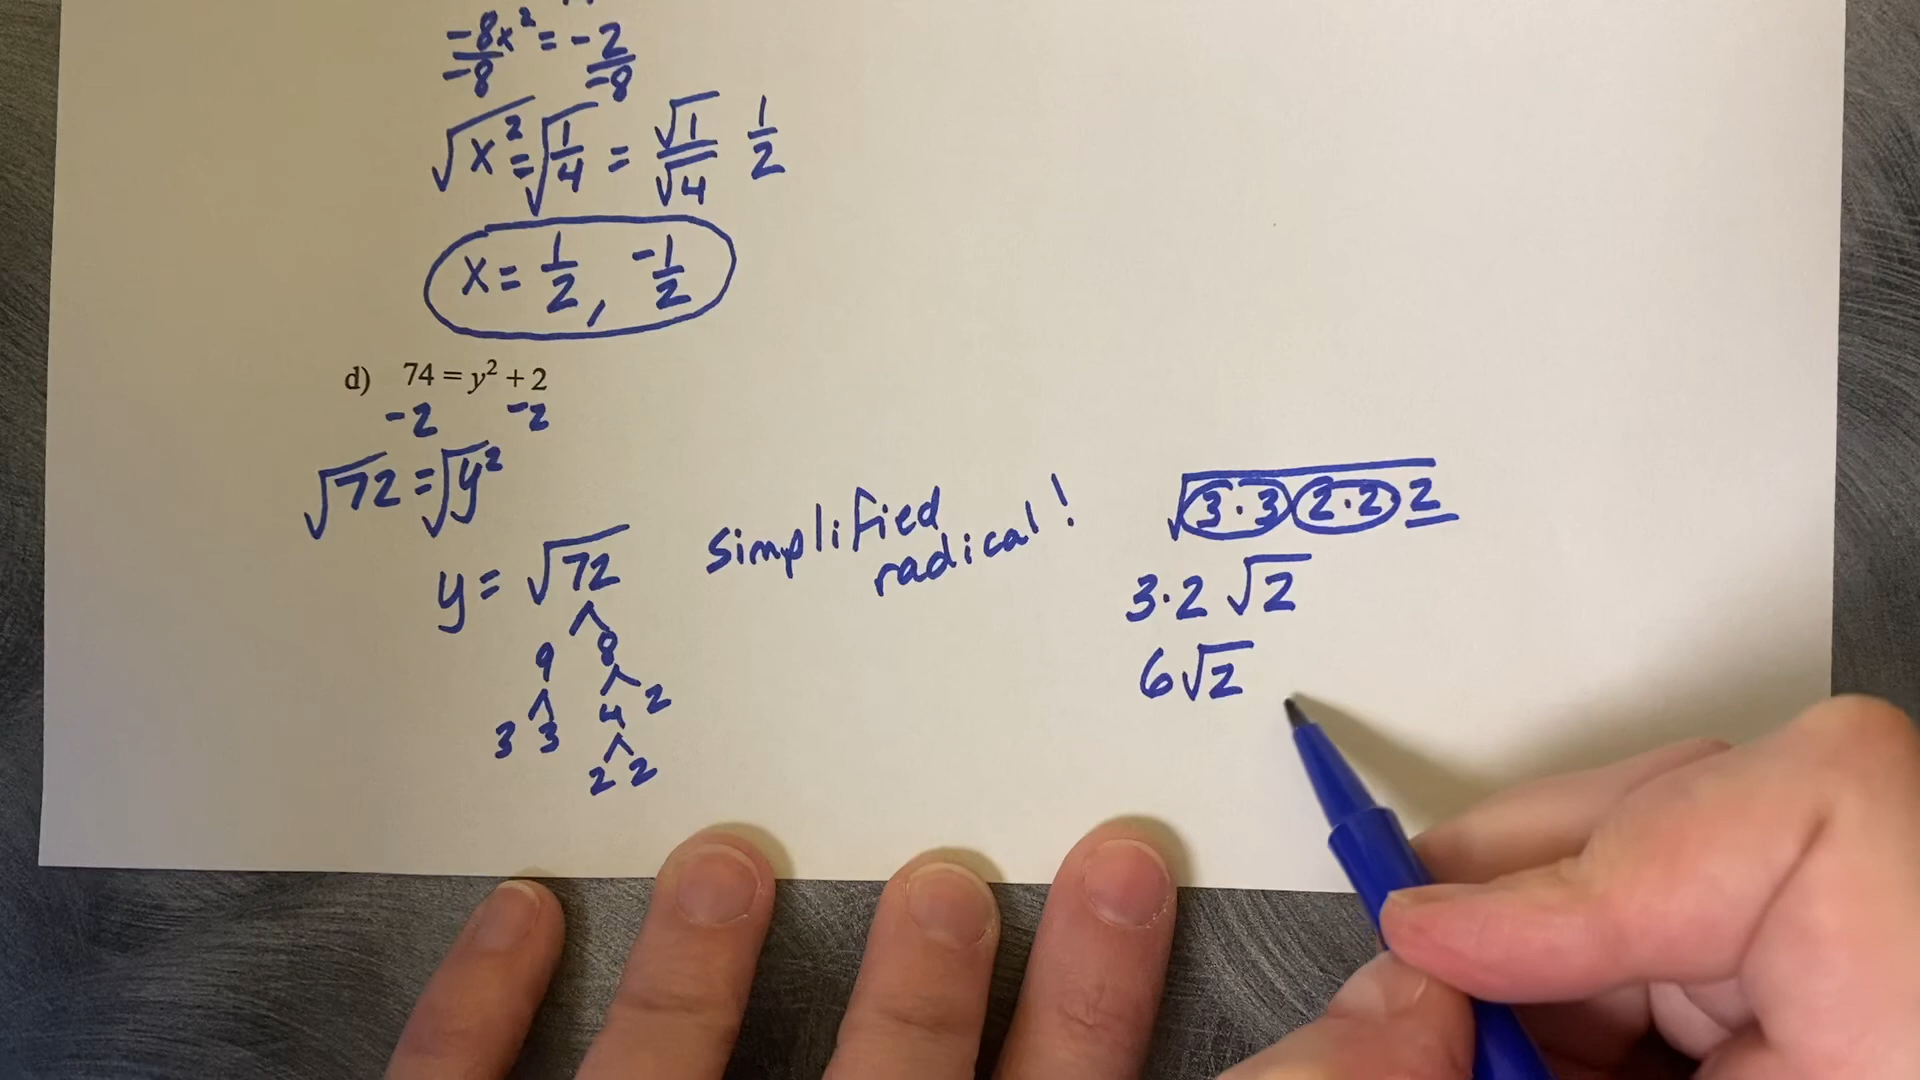 -8x² = -2
-8 -8
√x² = √1/4 = √1/√4 1/2
x = 1/2, -1/2
d) 74 = y² + 2
-2 -2
√72 = √y²
y = √72
9 8
3 3 4 2
2 2
simplified
radical!
√3·3 2·2 2
3·2 √2
6√2